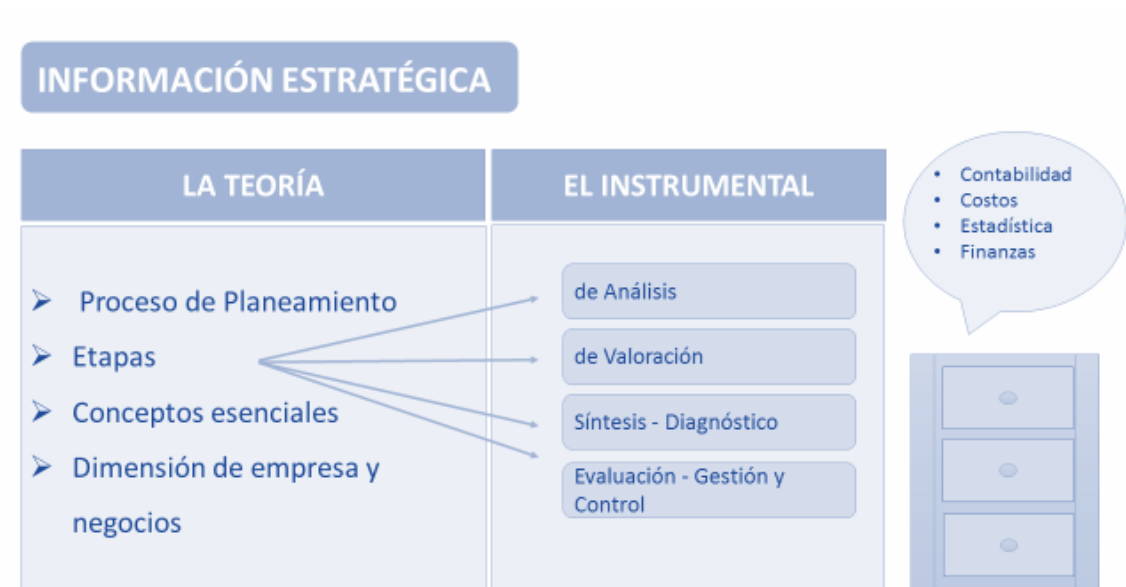 INFORMACIÓN ESTRATÉGICA
LA TEORÍA
EL INSTRUMENTAL
Proceso de Planeamiento
Etapas
Conceptos esenciales
Dimensión de empresa y
negocios
de Análisis
de Valoración
Síntesis - Diagnóstico
Evaluación - Gestión y
Control
• Contabilidad
• Costos
• Estadística
• Finanzas